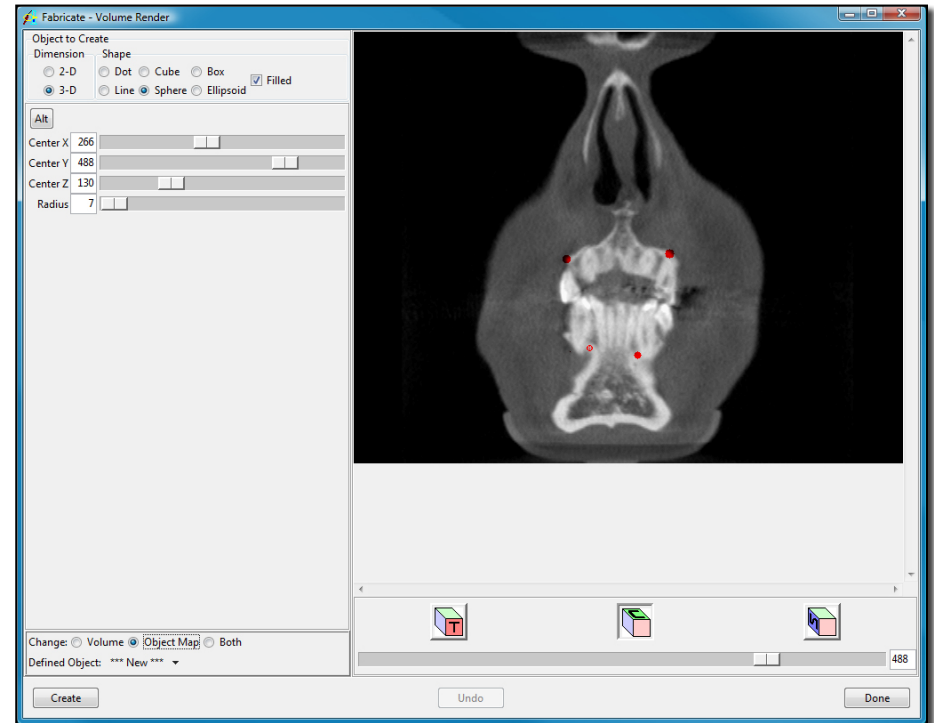 Fabricate - Volume Render
Object to Create
Dimension Shape
2-D Dot Cube Box Filled
3-D Line Sphere Ellipsoid
Alt
Center X 266
Center Y 488
Center Z 130
Radius 7
T
C
S
Change: Volume Object Map Both
Defined Object: *** New ***
488
Create Undo Done